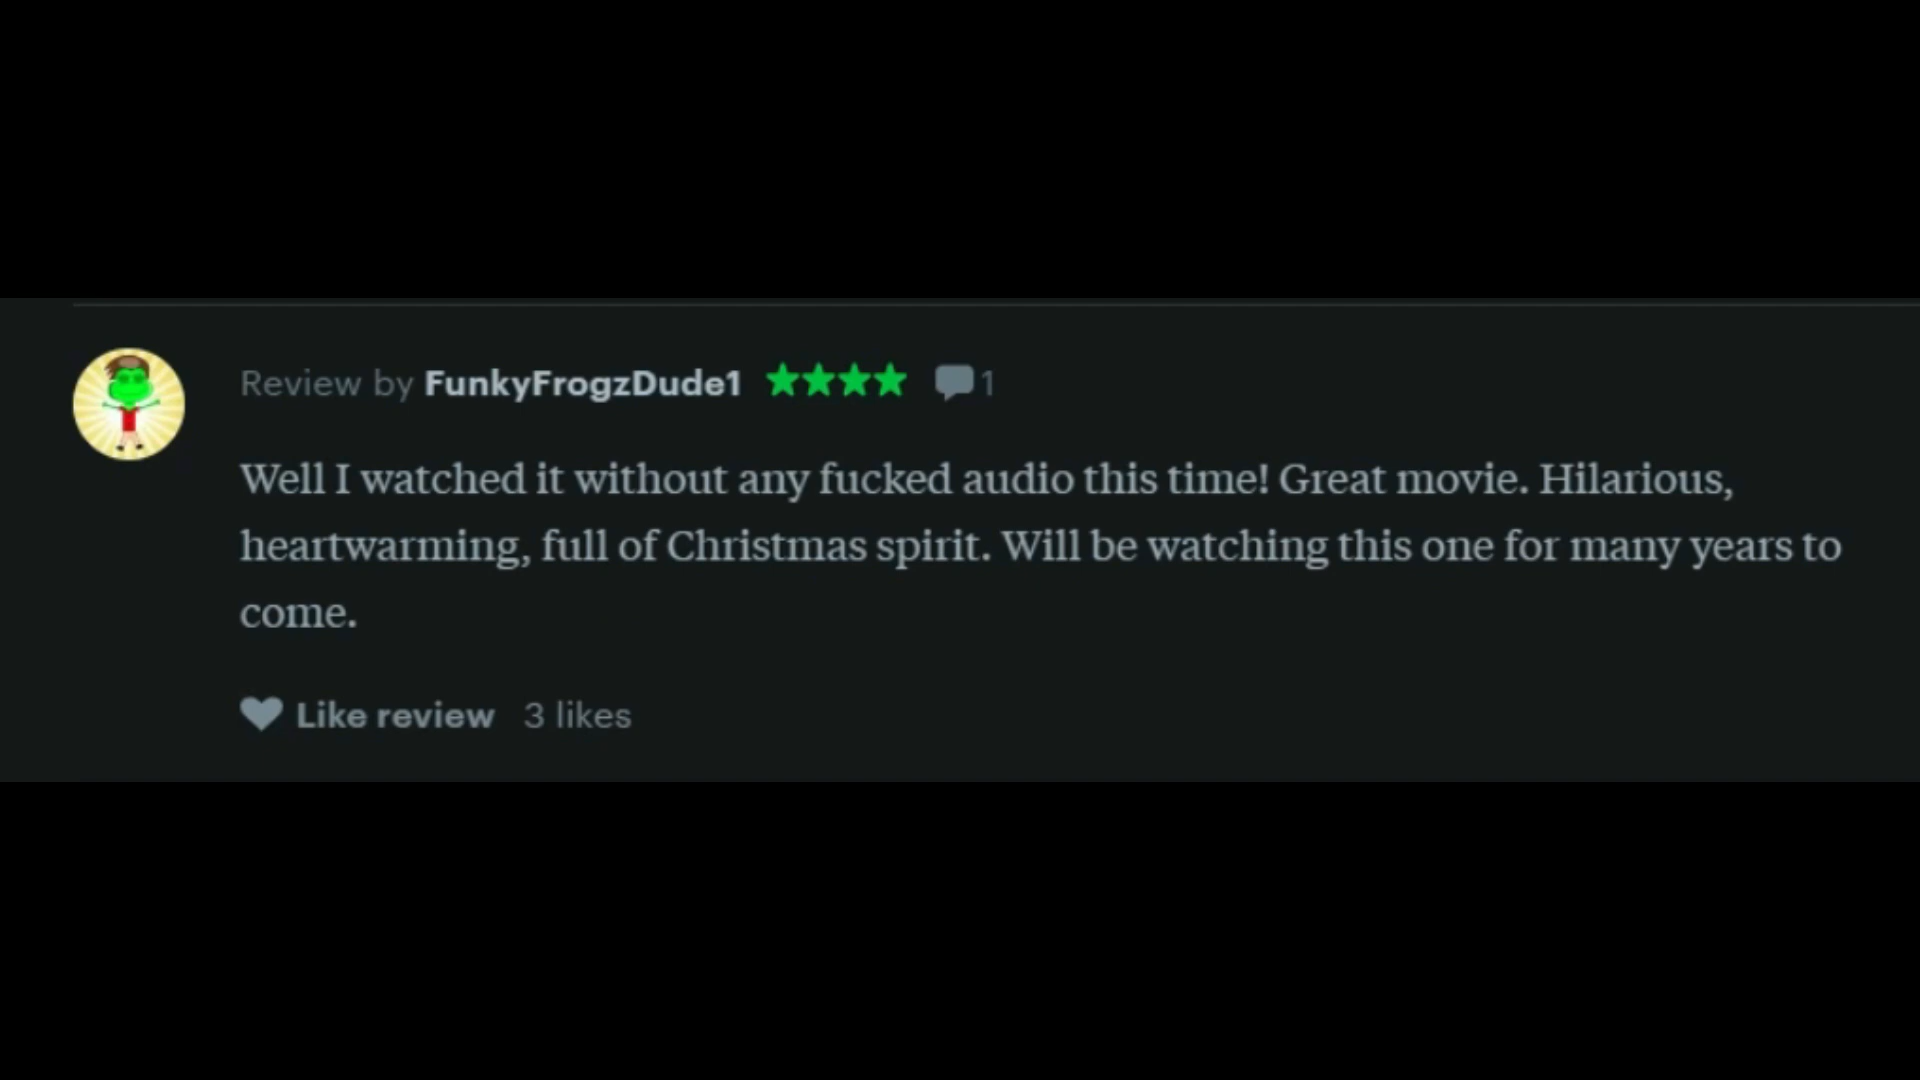 Review by FunkyFrogzDude1 ★★★★ 1
Well I watched it without any fucked audio this time! Great movie. Hilarious,
heartwarming, full of Christmas spirit. Will be watching this one for many years to
come.
Like review 3 likes